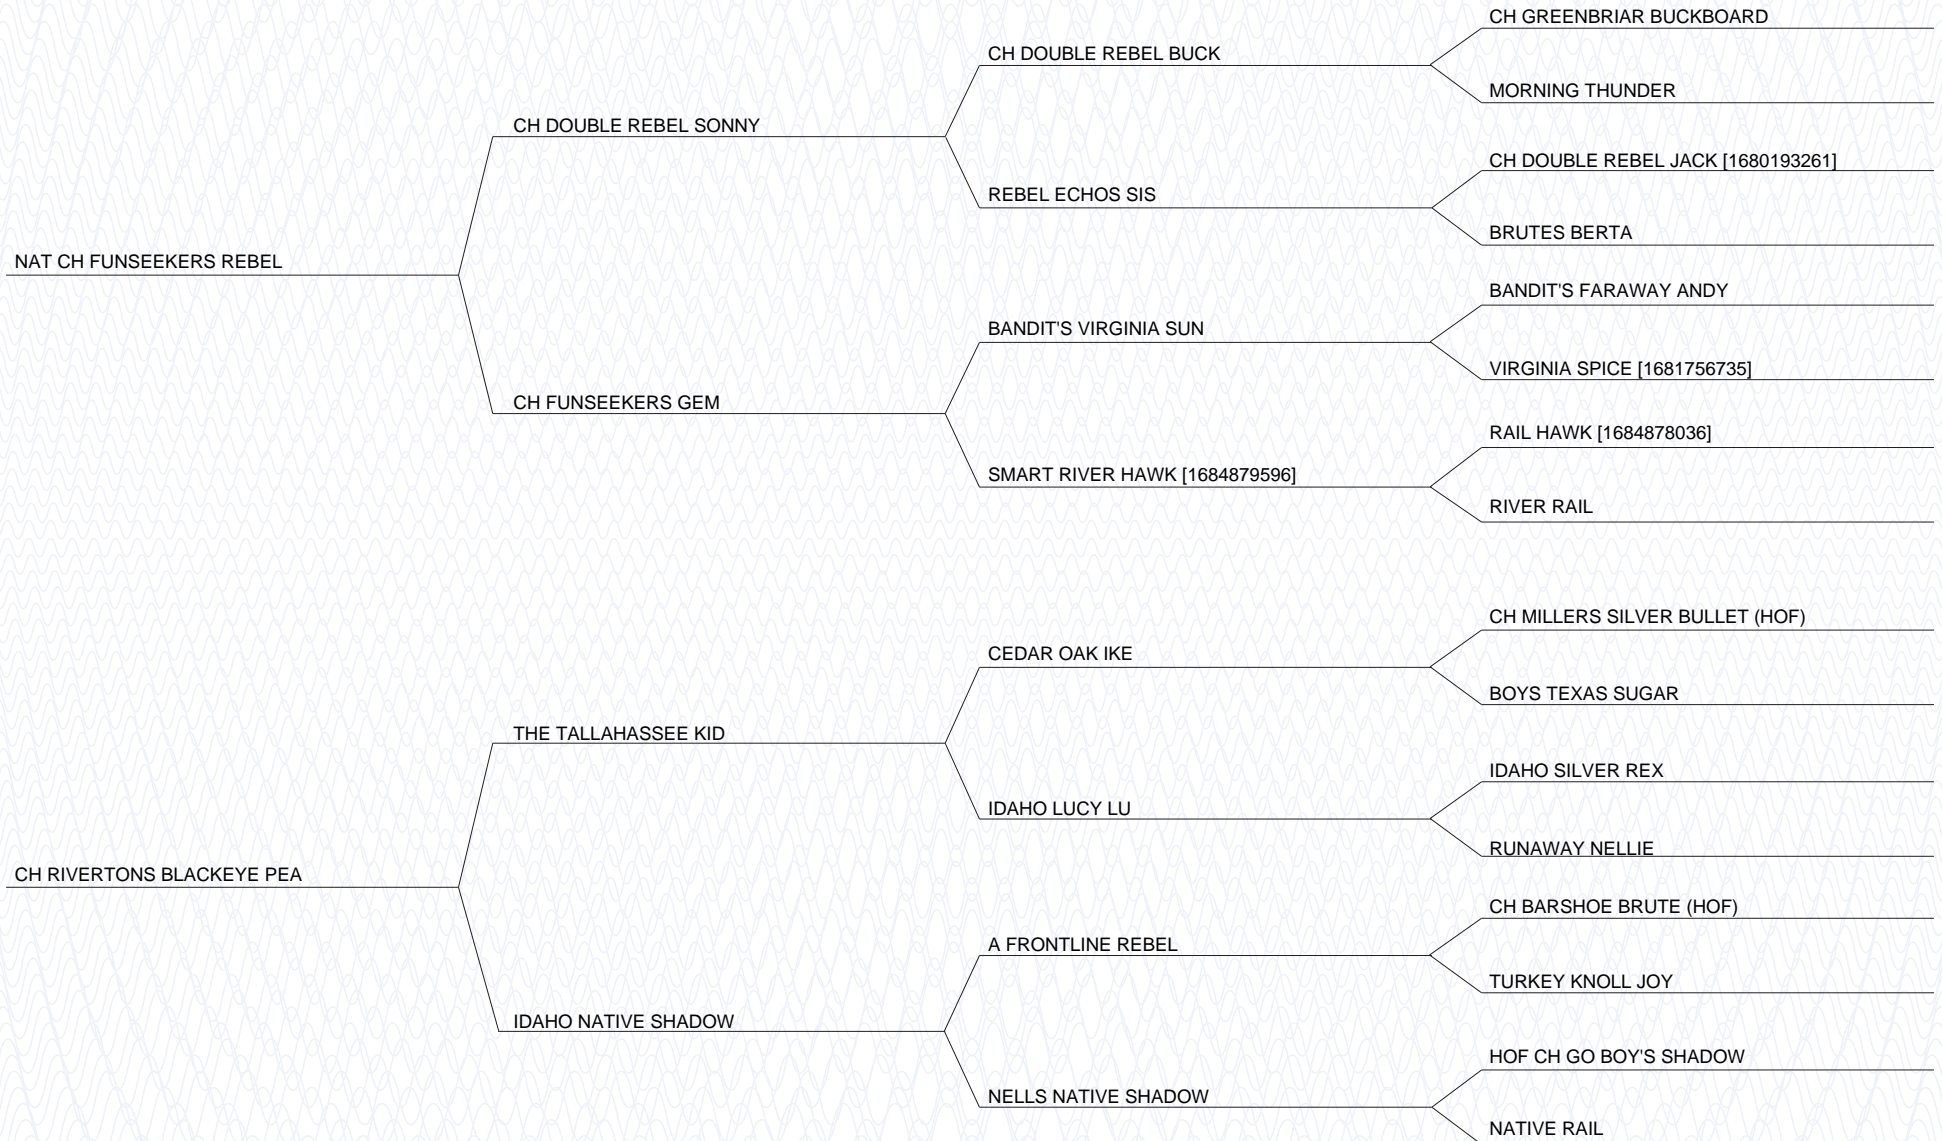 CH GREENBRIAR BUCKBOARD
CH DOUBLE REBEL BUCK
MORNING THUNDER
CH DOUBLE REBEL SONNY
CH DOUBLE REBEL JACK [1680193261]
REBEL ECHOS SIS
BRUTES BERTA
NAT CH FUNSEEKERS REBEL
BANDIT'S FARAWAY ANDY
BANDIT'S VIRGINIA SUN
VIRGINIA SPICE [1681756735]
CH FUNSEEKERS GEM
RAIL HAWK [1684878036]
SMART RIVER HAWK [1684879596]
RIVER RAIL
CH MILLERS SILVER BULLET (HOF)
CEDAR OAK IKE
BOYS TEXAS SUGAR
THE TALLAHASSEE KID
IDAHO SILVER REX
IDAHO LUCY LU
RUNAWAY NELLIE
CH RIVERTONS BLACKEYE PEA
CH BARSHOE BRUTE (HOF)
A FRONTLINE REBEL
TURKEY KNOLL JOY
IDAHO NATIVE SHADOW
HOF CH GO BOY'S SHADOW
NELLS NATIVE SHADOW
NATIVE RAIL